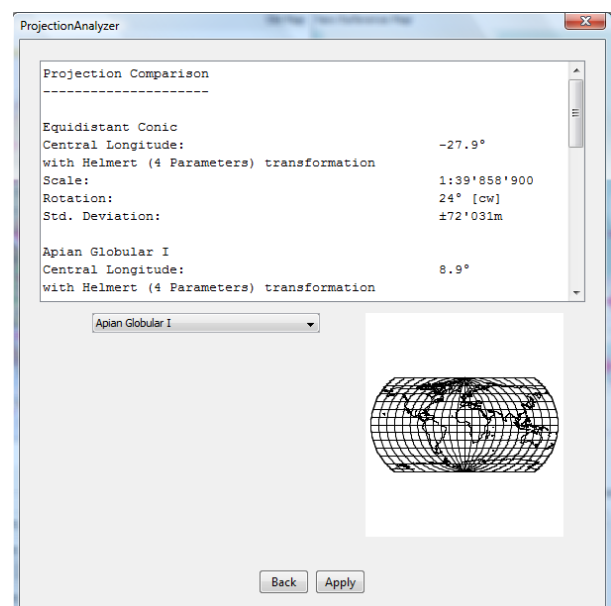 ProjectionAnalyzer
Projection Comparison
---------------------
Equidistant Conic
Central Longitude: -27.9°
with Helmert (4 Parameters) transformation
Scale: 1:39'858'900
Rotation: 24° [cw]
Std. Deviation: ±72'031m
Apian Globular I
Central Longitude: 8.9°
with Helmert (4 Parameters) transformation
Apian Globular I
Back Apply